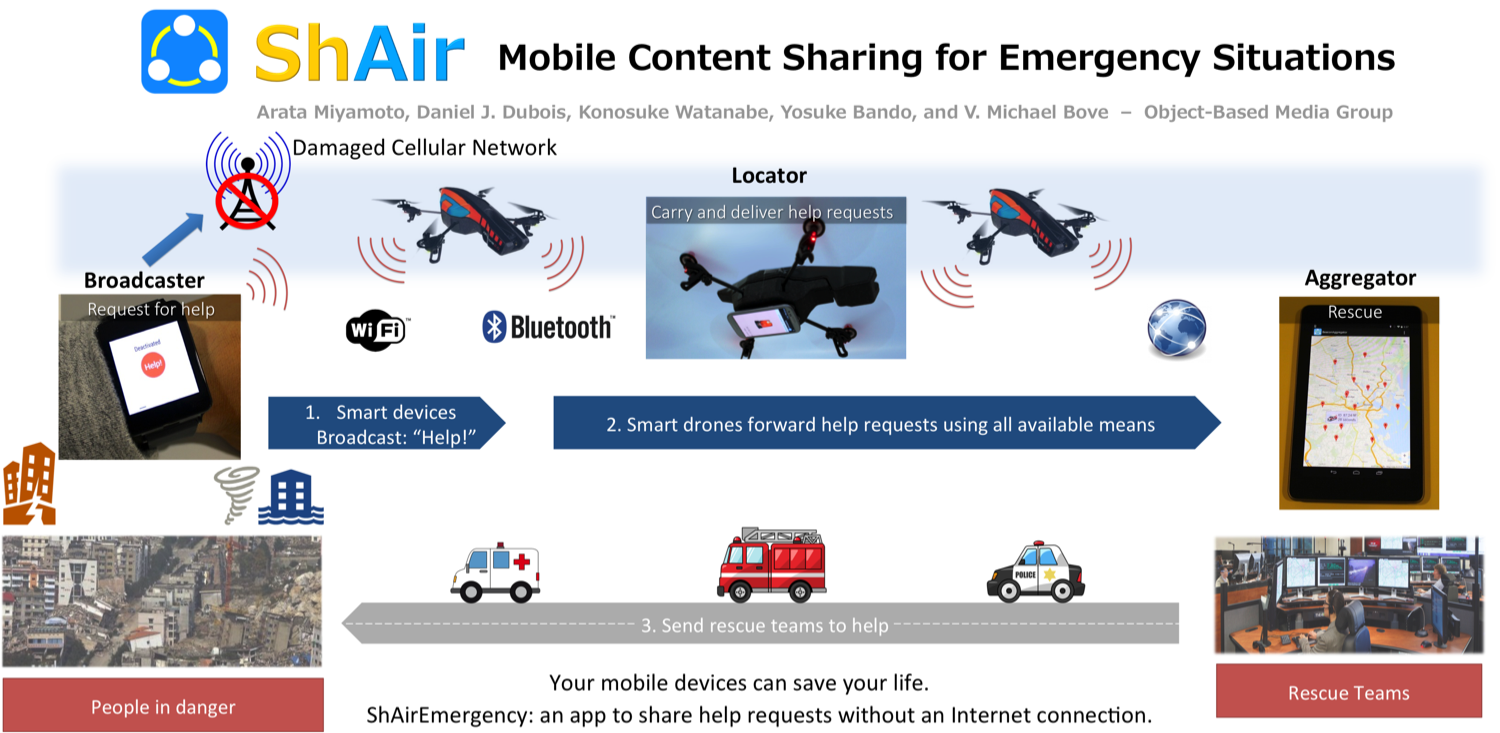 ShAir Mobile Content Sharing for Emergency Situations
Arata Miyamoto, Daniel J. Dubois, Konosuke Watanabe, Yosuke Bando, and V. Michael Bove – Object-Based Media Group
Damaged Cellular Network
Locator
Carry and deliver help requests
Broadcaster
Request for help
Deactivated
Help!
WiFi™
Bluetooth™
Aggregator
Rescue
1. Smart devices
Broadcast: “Help!”
2. Smart drones forward help requests using all available means
POLICE
3. Send rescue teams to help
People in danger
Rescue Teams
Your mobile devices can save your life.
ShAirEmergency: an app to share help requests without an Internet connection.